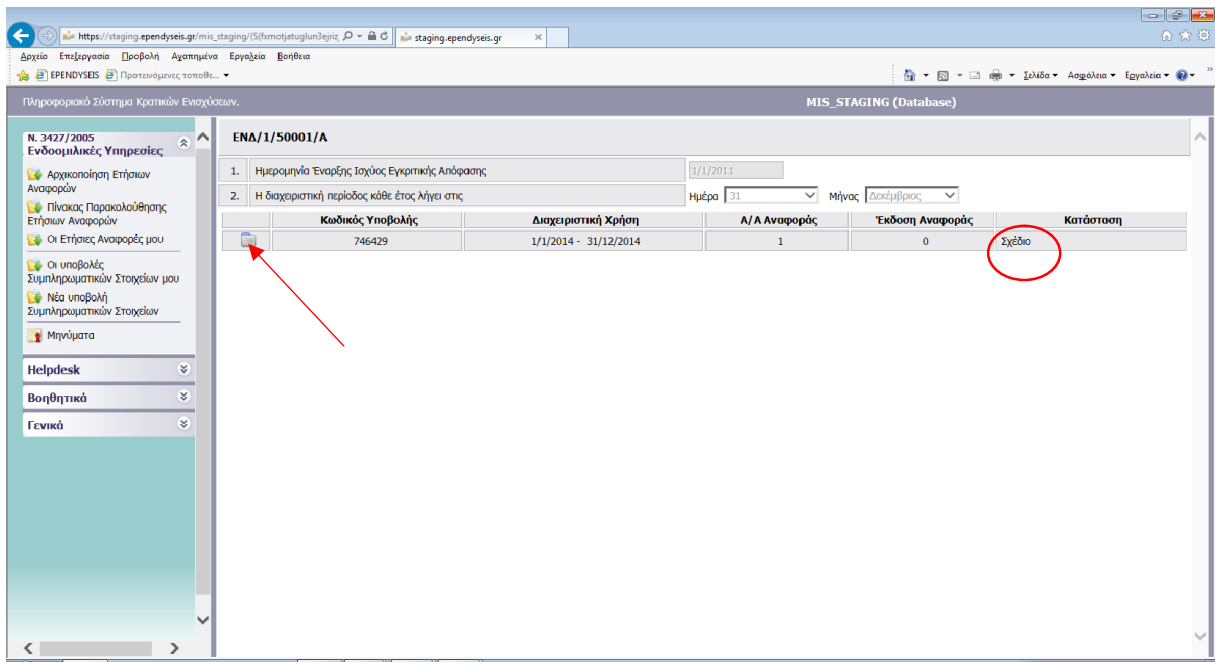 https://staging.ependyseis.gr/mis_staging/(S(fxmotjatuglun3ejriz
staging.ependyseis.gr
Αρχείο Επεξεργασία Προβολή Αγαπημένα Εργαλεία Βοήθεια
EPENDYSEIS Προτεινόμενες τοποθε...
Σελίδα Ασφάλεια Εργαλεία
Πληροφοριακό Σύστημα Κρατικών Ενισχύσεων.
MIS_STAGING (Database)
Ν. 3427/2005
Ενδοομιλικές Υπηρεσίες
Αρχικοποίηση Ετήσιων
Αναφορών
Πίνακας Παρακολούθησης
Ετήσιων Αναφορών
Οι Ετήσιες Αναφορές μου
Οι υποβολές
Συμπληρωματικών Στοιχείων μου
Νέα υποβολή
Συμπληρωματικών Στοιχείων
Μηνύματα
Helpdesk
Βοηθητικά
Γενικά
ΕΝΔ/1/50001/Α
1. Ημερομηνία Έναρξης Ισχύος Εγκριτικής Απόφασης 1/1/2011
2. Η διαχειριστική περίοδος κάθε έτος λήγει στις Ημέρα 31 Μήνας Δεκέμβριος
Κωδικός Υποβολής Διαχειριστική Χρήση Α/Α Αναφοράς Έκδοση Αναφοράς Κατάσταση
746429 1/1/2014 - 31/12/2014 1 0 Σχέδιο